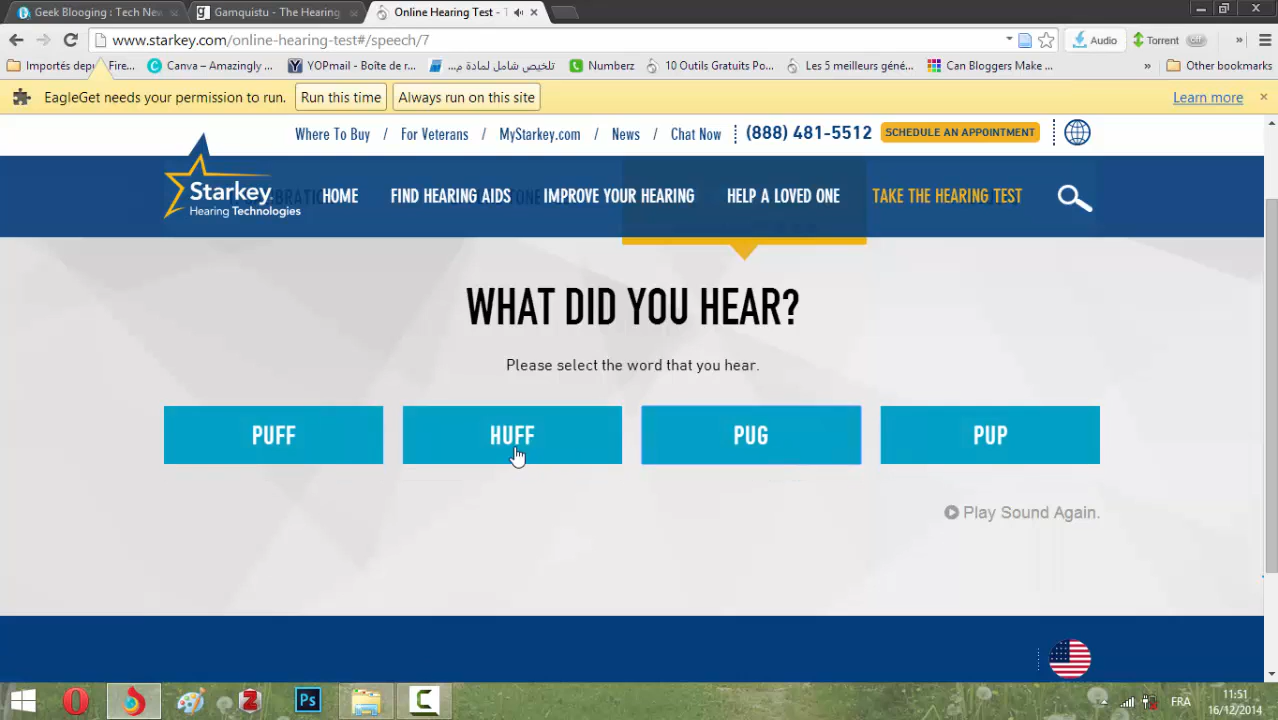 Geek Blooging : Tech New
Gamquistu - The Hearing
Online Hearing Test - T
www.starkey.com/online-hearing-test#/speech/7
Audio
Torrent
Importés depu
Fire...
Canva – Amazingly ...
YOPmail - Boîte de r...
تلخيص شامل لمادة م...
Numberz
10 Outils Gratuits Po...
Les 5 meilleurs géné...
Can Bloggers Make ...
»
Other bookmarks
EagleGet needs your permission to run.
Run this time
Always run on this site
Learn more
Where To Buy / For Veterans / MyStarkey.com / News / Chat Now
(888) 481-5512
SCHEDULE AN APPOINTMENT
Starkey
Hearing Technologies
HOME
FIND HEARING AIDS
IMPROVE YOUR HEARING
HELP A LOVED ONE
TAKE THE HEARING TEST
WHAT DID YOU HEAR?
Please select the word that you hear.
PUFF
HUFF
PUG
PUP
Play Sound Again.
Ps
FRA
11:51
16/12/2014